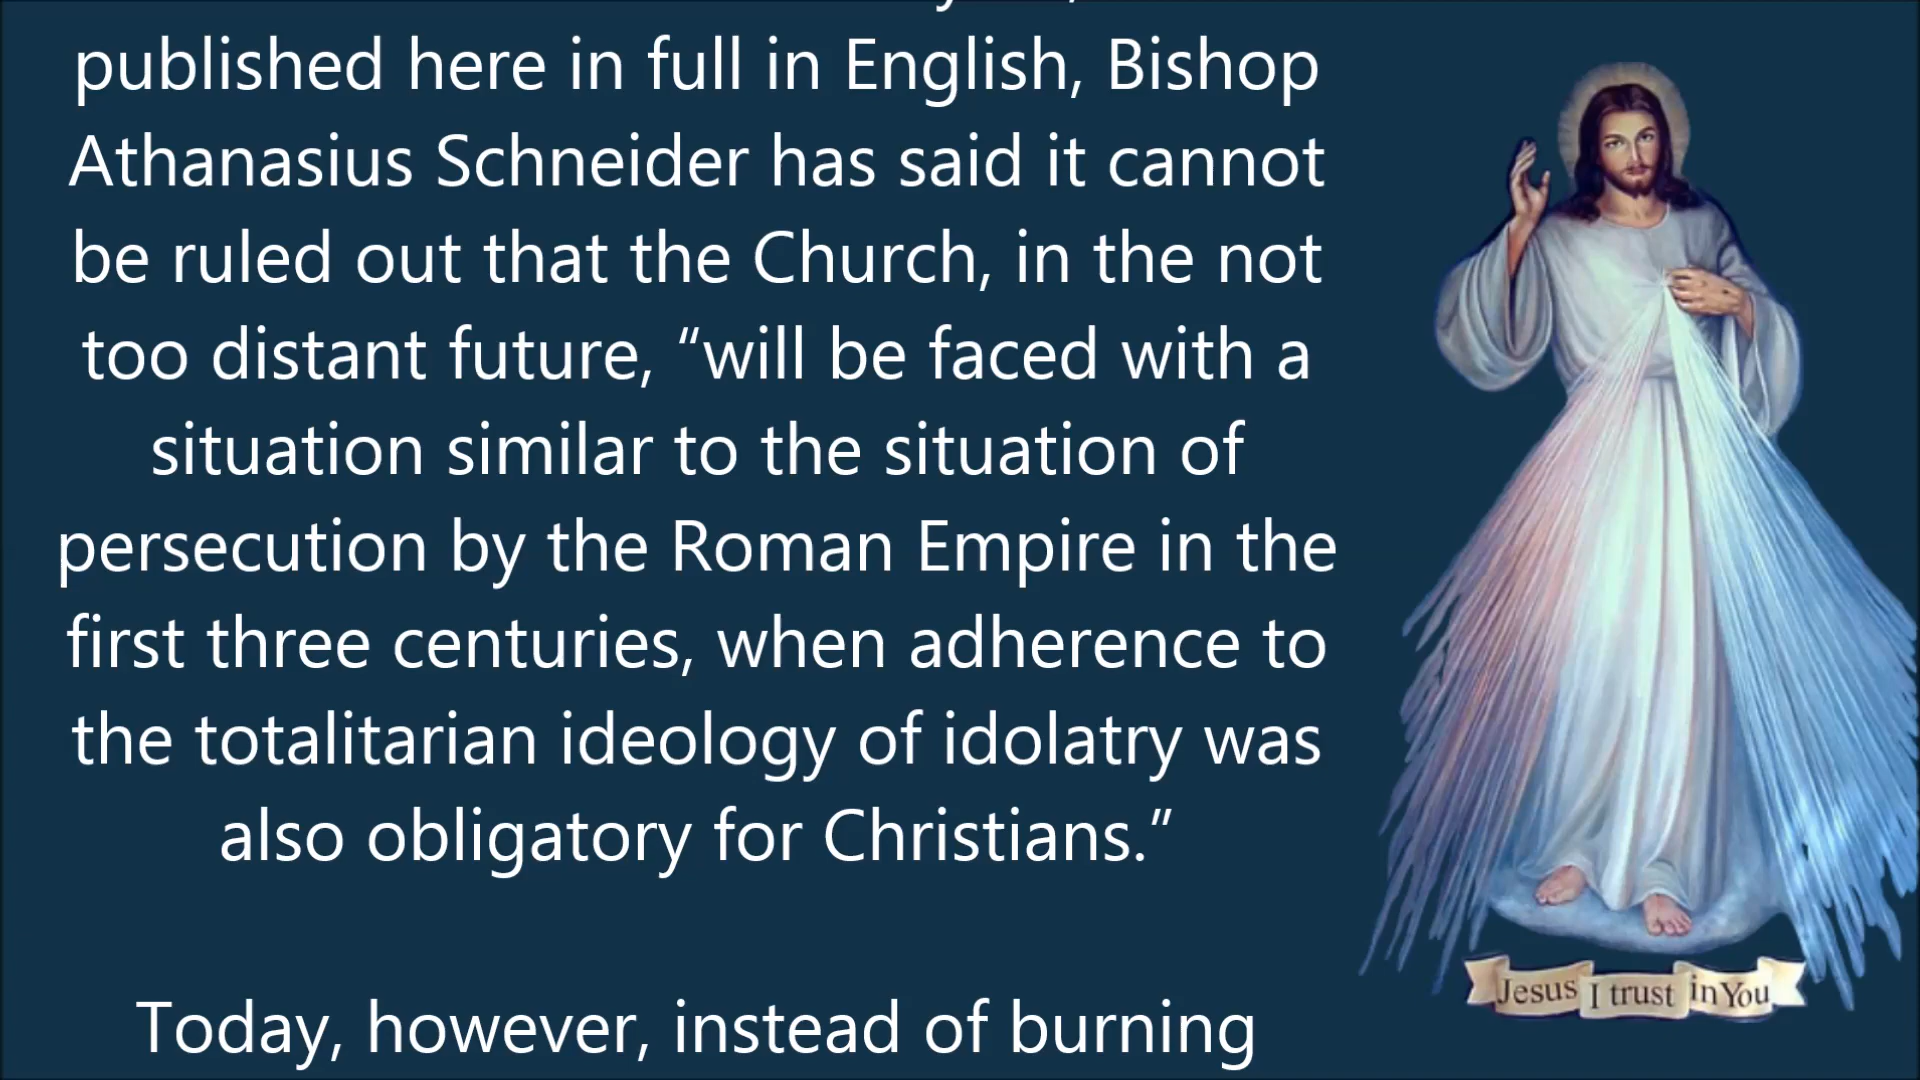 published here in full in English, Bishop
Athanasius Schneider has said it cannot
be ruled out that the Church, in the not
too distant future, “will be faced with a
situation similar to the situation of
persecution by the Roman Empire in the
first three centuries, when adherence to
the totalitarian ideology of idolatry was
also obligatory for Christians.”
Today, however, instead of burning
Jesus I trust in You